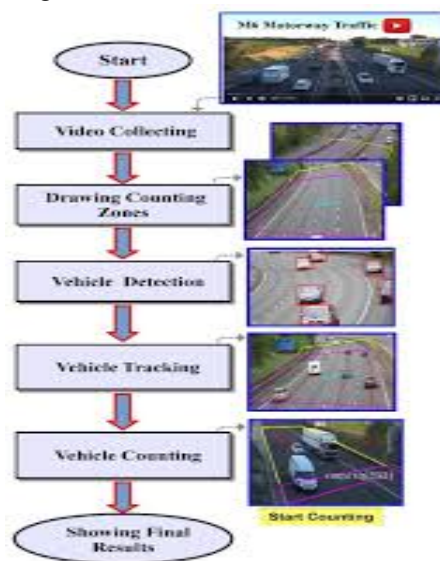 M6 Motorway Traffic
Start
Video Collecting
Drawing Counting
Zones
Vehicle Detection
Vehicle Tracking
Vehicle Counting
Start Counting
Showing Final
Results